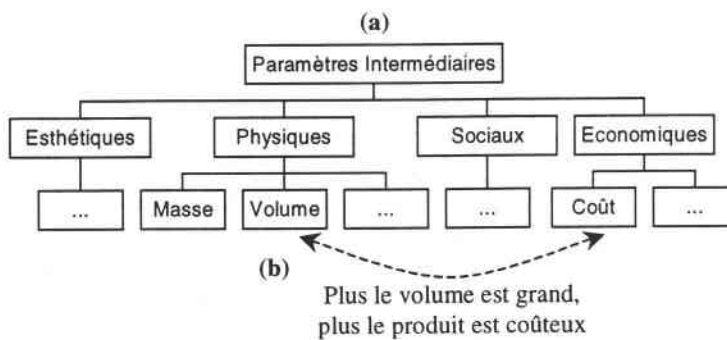 (a)
Paramètres Intermédiaires
Esthétiques Physiques Sociaux Economiques
... Masse Volume ... ... Coût ...
(b)
Plus le volume est grand,
plus le produit est coûteux